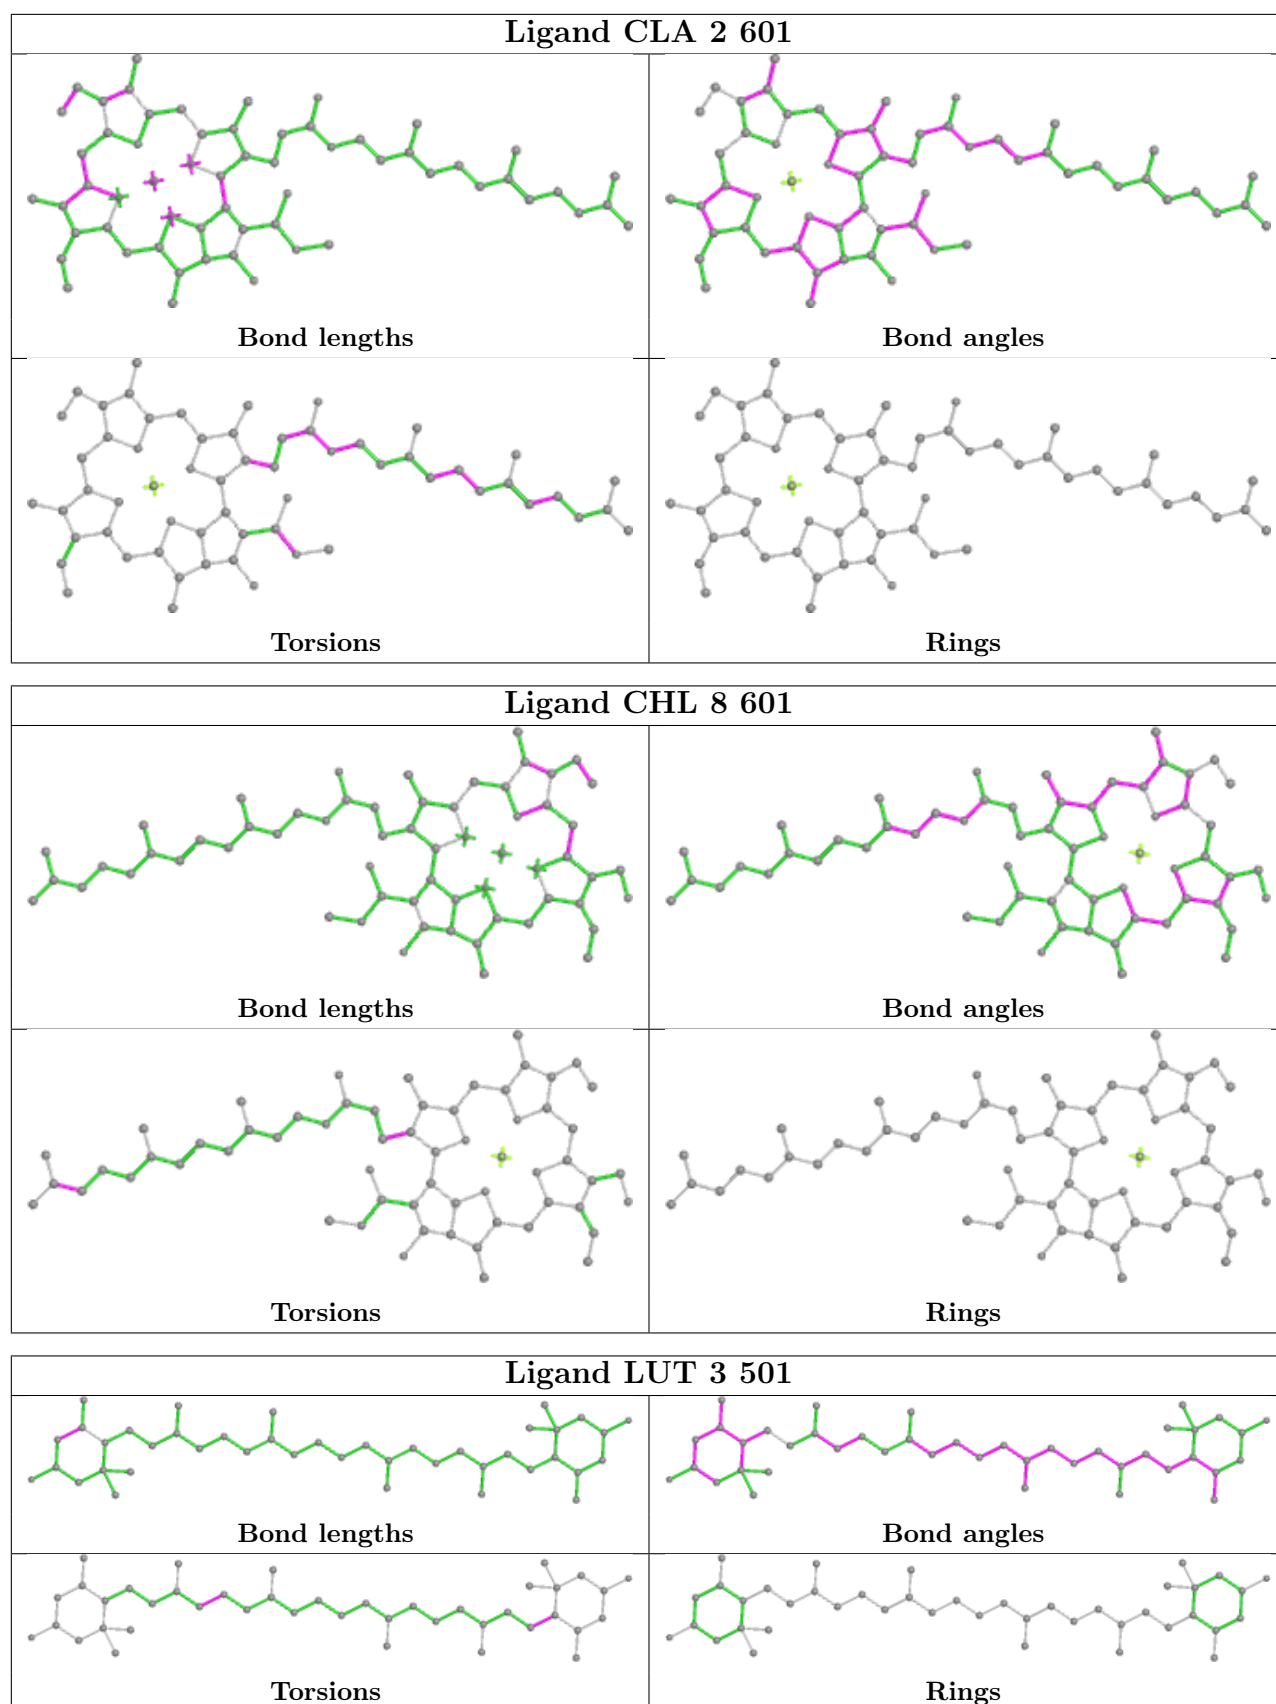 Ligand CLA 2 601
Bond lengths
Bond angles
Torsions
Rings
Ligand CHL 8 601
Bond lengths
Bond angles
Torsions
Rings
Ligand LUT 3 501
Bond lengths
Bond angles
Torsions
Rings